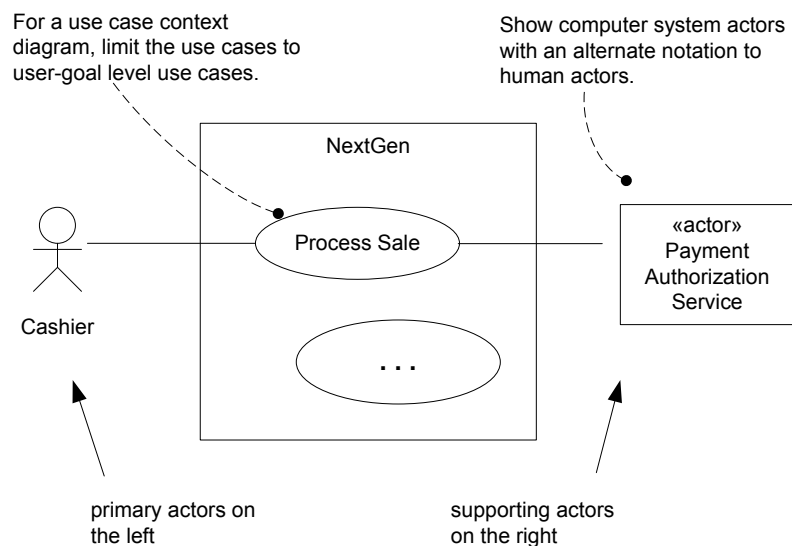 For a use case context
diagram, limit the use cases to
user-goal level use cases.
Show computer system actors
with an alternate notation to
human actors.
NextGen
Process Sale
«actor»
Payment
Authorization
Service
Cashier
. . .
primary actors on
the left
supporting actors
on the right